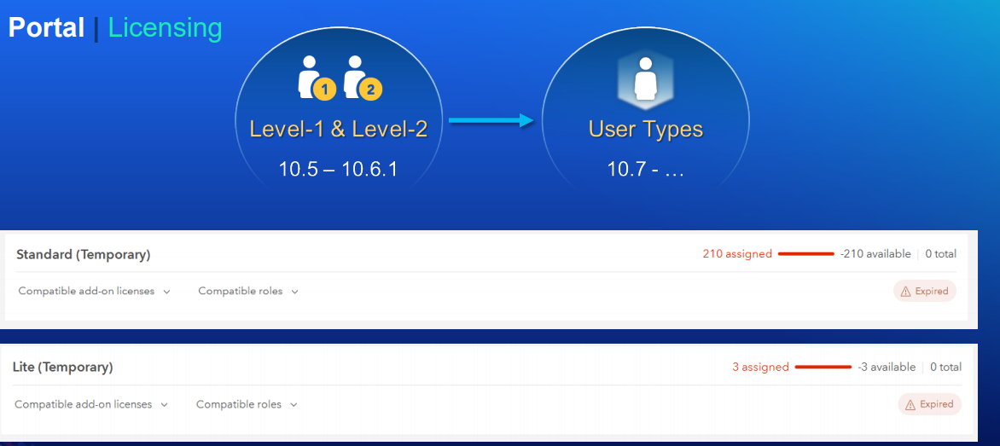 Portal | Licensing
1 2
Level-1 & Level-2
10.5 – 10.6.1
User Types
10.7 - …
Standard (Temporary) 210 assigned -210 available | 0 total
Compatible add-on licenses Compatible roles Expired
Lite (Temporary) 3 assigned -3 available | 0 total
Compatible add-on licenses Compatible roles Expired